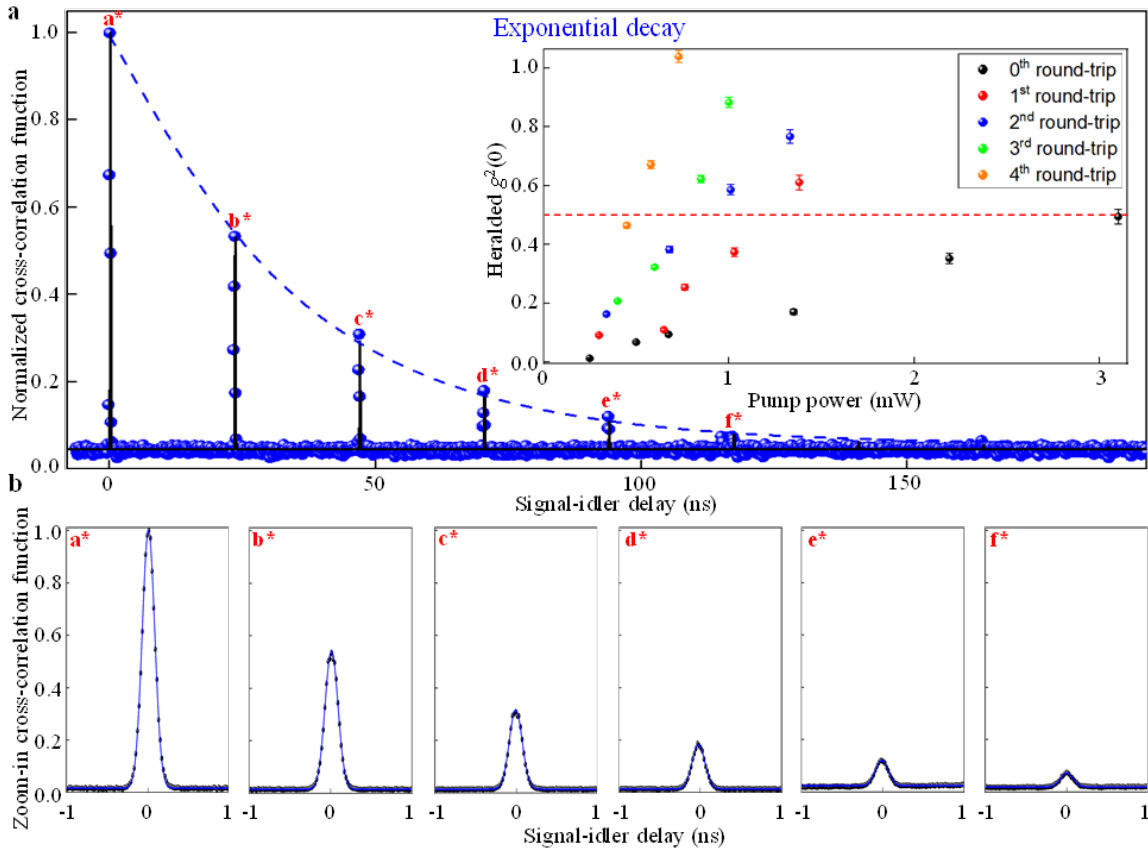 a
a*
Exponential decay
Normalized cross-correlation function
1.0
0.8
0.6
0.4
0.2
0.0
b*
c*
d*
e*
f*
0
50
100
150
Signal-idler delay (ns)
Heralded g²(0)
1.0
0.8
0.6
0.4
0.2
0.0
0
1
2
3
Pump power (mW)
0th round-trip
1st round-trip
2nd round-trip
3rd round-trip
4th round-trip
b
Zoom-in cross-correlation function
1.0
0.8
0.6
0.4
0.2
0.0
a*
b*
c*
d*
e*
f*
-1 0 1
-1 0 1
-1 0 1
-1 0 1
-1 0 1
-1 0 1
Signal-idler delay (ns)